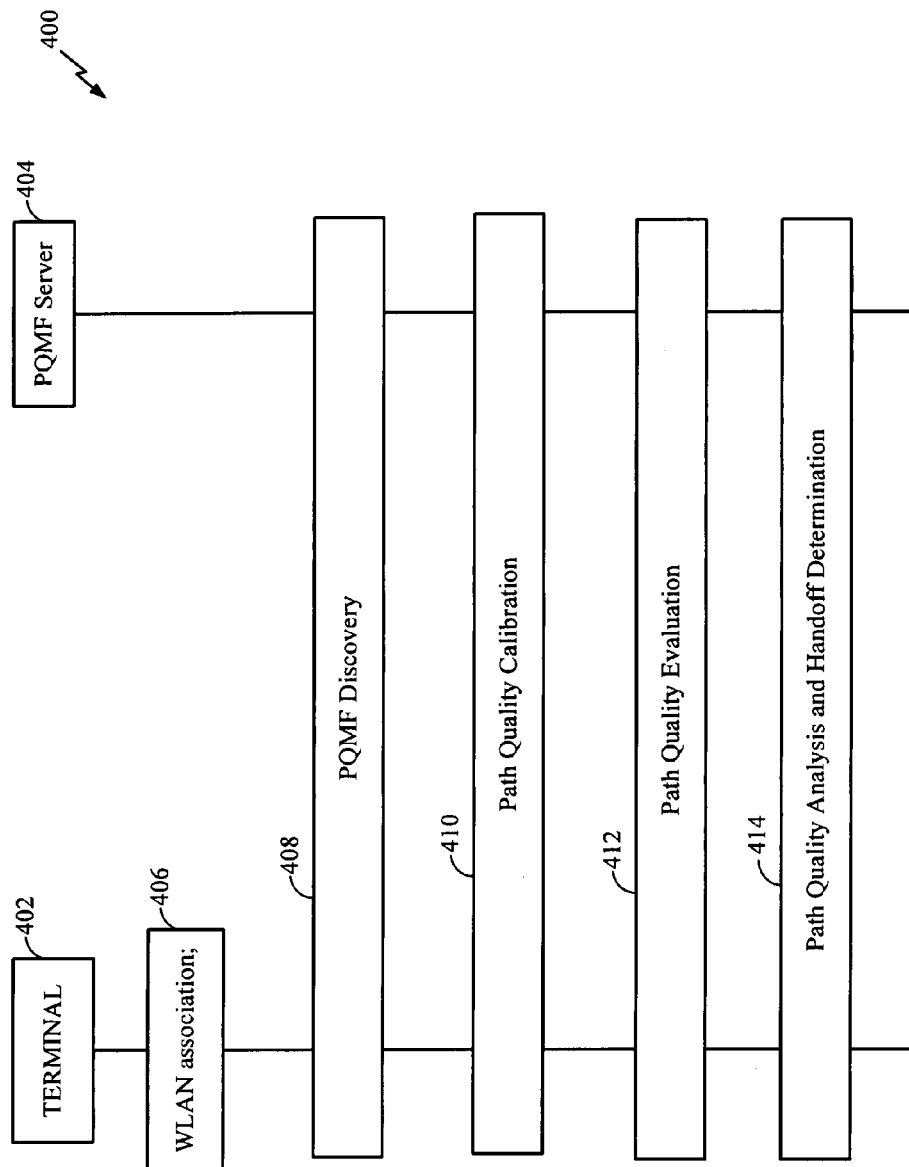 400
402
TERMINAL
404
PQMF Server
406
WLAN association;
408
PQMF Discovery
410
Path Quality Calibration
412
Path Quality Evaluation
414
Path Quality Analysis and Handoff Determination